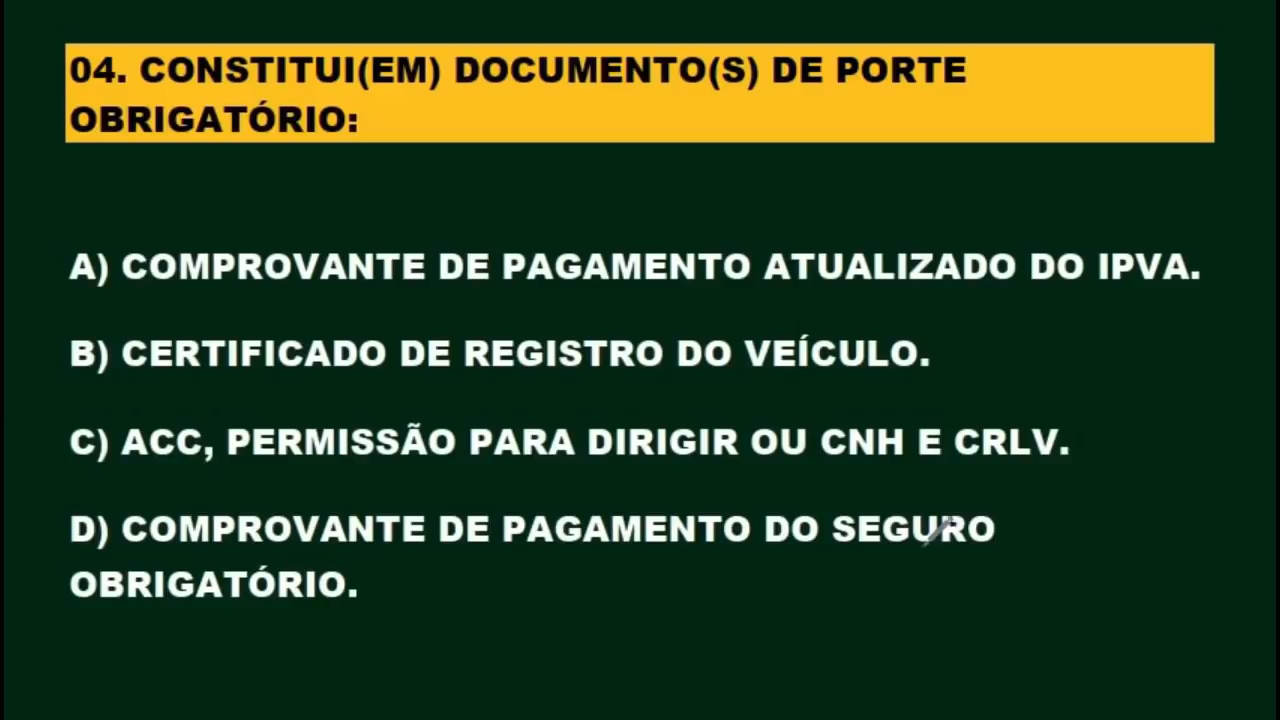 04. CONSTITUI(EM) DOCUMENTO(S) DE PORTE
OBRIGATÓRIO:
A) COMPROVANTE DE PAGAMENTO ATUALIZADO DO IPVA.
B) CERTIFICADO DE REGISTRO DO VEÍCULO.
C) ACC, PERMISSÃO PARA DIRIGIR OU CNH E CRLV.
D) COMPROVANTE DE PAGAMENTO DO SEGURO
OBRIGATÓRIO.